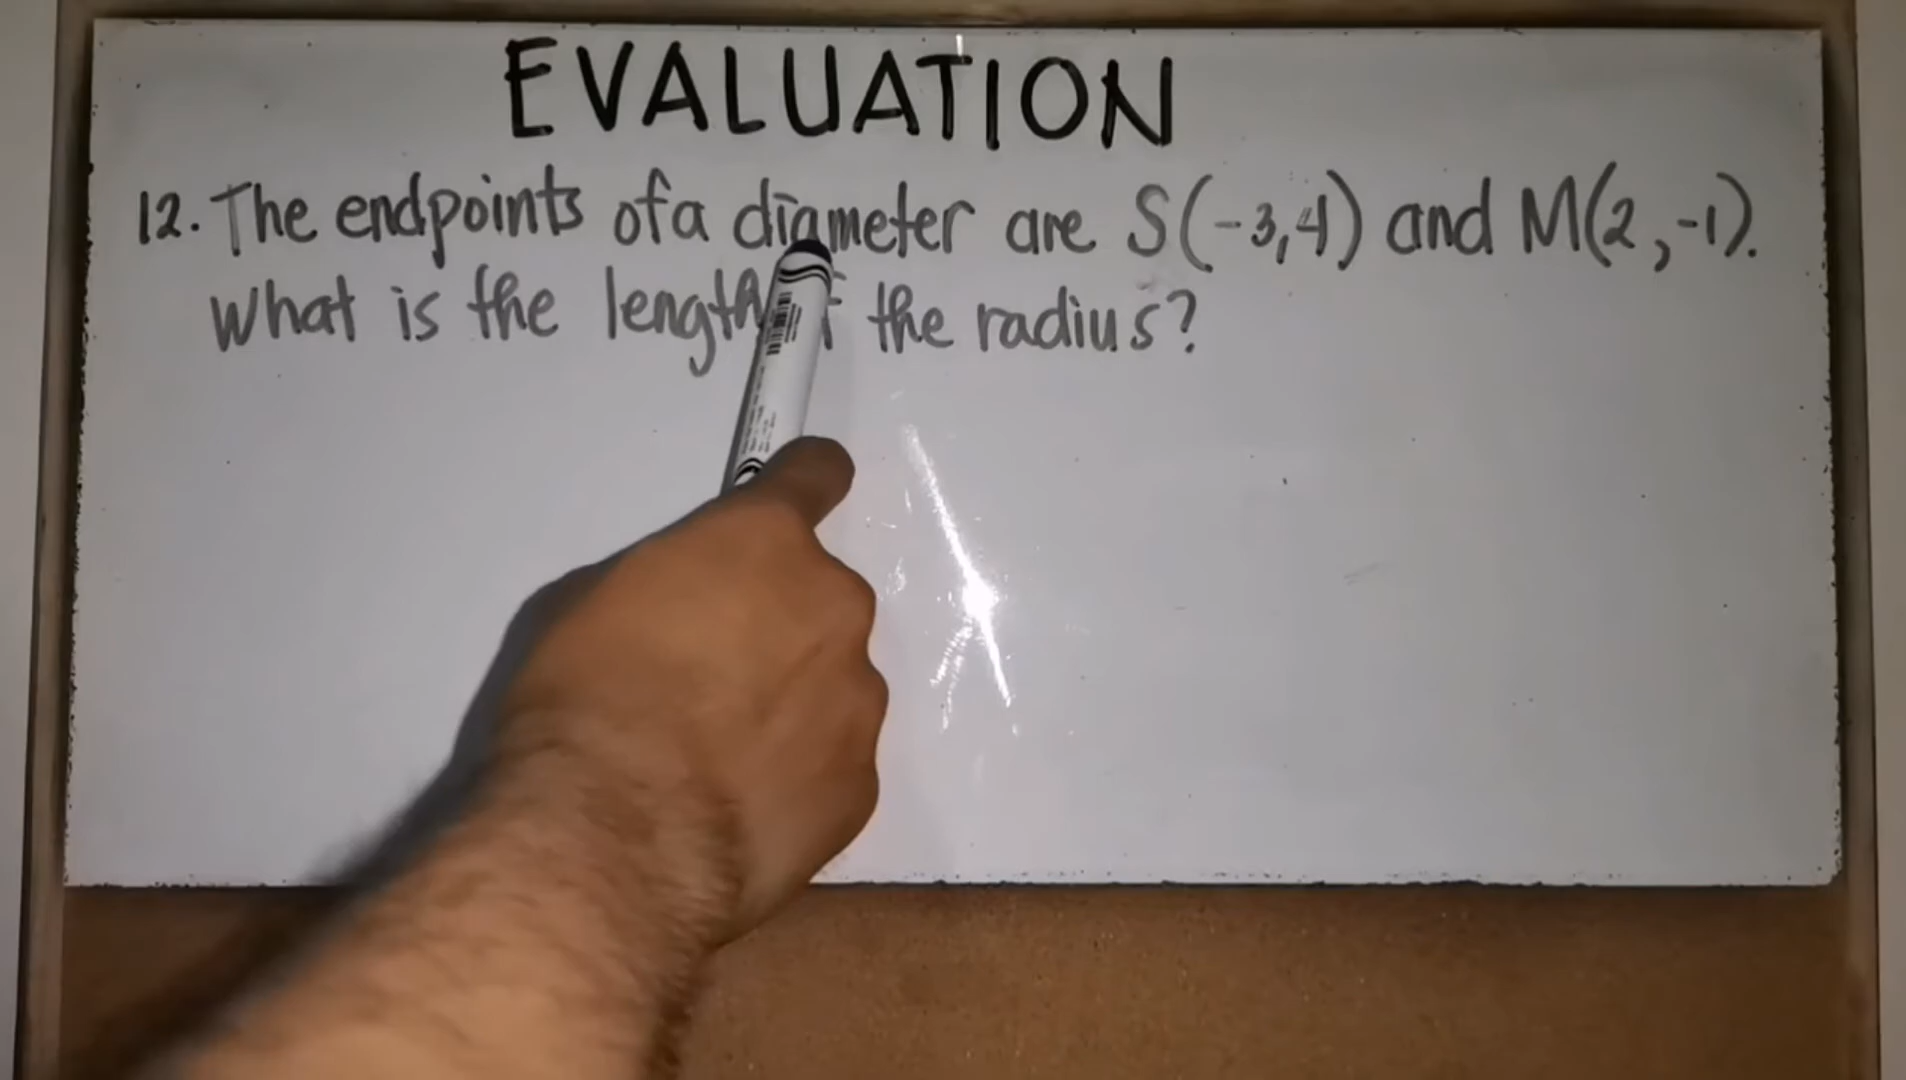 EVALUATION
12. The endpoints of a diameter are S(-3,4) and M(2,-1).
What is the length the radius?